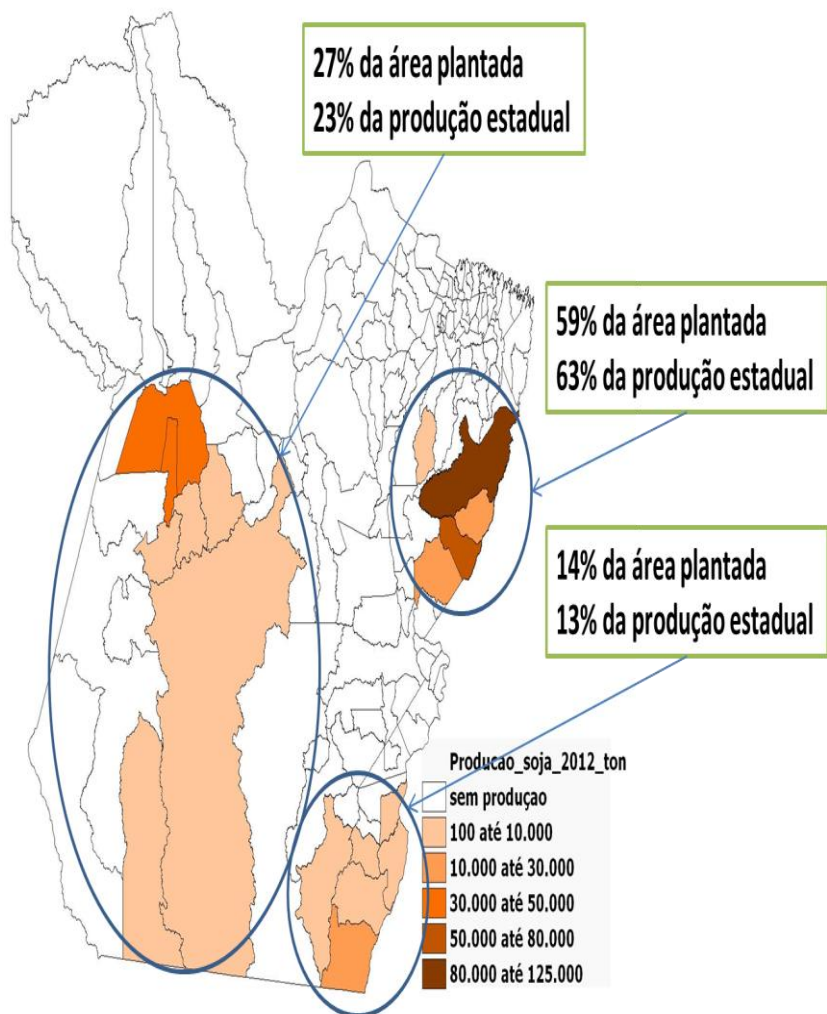 27% da área plantada
23% da produção estadual
59% da área plantada
63% da produção estadual
14% da área plantada
13% da produção estadual
Producao_soja_2012_ton
sem produção
100 até 10.000
10.000 até 30.000
30.000 até 50.000
50.000 até 80.000
80.000 até 125.000